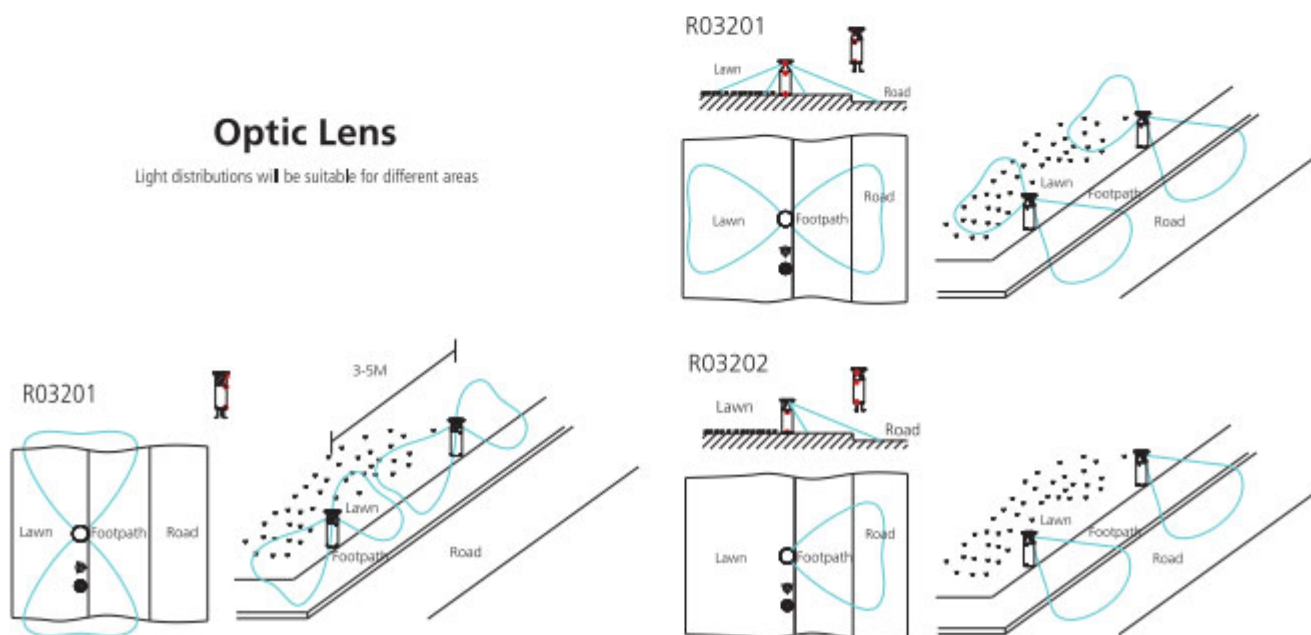 Optic Lens
Light distributions will be suitable for different areas
R03201
Lawn
Road
Lawn
Footpath
Road
Lawn
Footpath
Road
R03201
3-5M
Lawn
Footpath
Road
Lawn
Footpath
Road
R03202
Lawn
Road
Lawn
Footpath
Road
Lawn
Footpath
Road